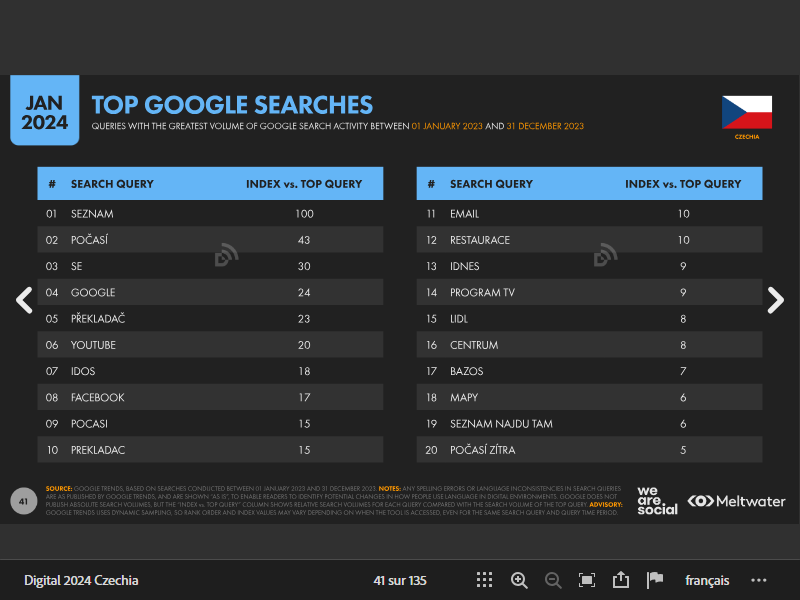 JAN
2024
TOP GOOGLE SEARCHES
QUERIES WITH THE GREATEST VOLUME OF GOOGLE SEARCH ACTIVITY BETWEEN 01 JANUARY 2023 AND 31 DECEMBER 2023
CZECHIA
# SEARCH QUERY INDEX vs. TOP QUERY
01 SEZNAM 100
02 POČASÍ 43
03 SE 30
04 GOOGLE 24
05 PŘEKLADAČ 23
06 YOUTUBE 20
07 IDOS 18
08 FACEBOOK 17
09 POCASI 15
10 PREKLADAC 15
# SEARCH QUERY INDEX vs. TOP QUERY
11 EMAIL 10
12 RESTAURACE 10
13 IDNES 9
14 PROGRAM TV 9
15 LIDL 8
16 CENTRUM 8
17 BAZOS 7
18 MAPY 6
19 SEZNAM NAJDU TAM 6
20 POČASÍ ZÍTRA 5
41
SOURCE: GOOGLE TRENDS, BASED ON SEARCHES CONDUCTED BETWEEN 01 JANUARY 2023 AND 31 DECEMBER 2023. NOTES: ANY SPELLING ERRORS OR LANGUAGE INCONSISTENCIES IN SEARCH QUERIES
ARE AS PUBLISHED BY GOOGLE TRENDS, AND ARE SHOWN "AS IS", TO ENABLE READERS TO IDENTIFY POTENTIAL CHANGES IN HOW PEOPLE USE LANGUAGE IN DIGITAL ENVIRONMENTS. GOOGLE DOES NOT
PUBLISH ABSOLUTE SEARCH VOLUMES, BUT THE "INDEX vs. TOP QUERY" COLUMN SHOWS RELATIVE SEARCH VOLUMES FOR EACH QUERY COMPARED WITH THE SEARCH VOLUME OF THE TOP QUERY. ADVISORY:
GOOGLE TRENDS USES DYNAMIC SAMPLING, SO RANK ORDER AND INDEX VALUES MAY VARY DEPENDING ON WHEN THE TOOL IS ACCESSED, EVEN FOR THE SAME SEARCH QUERY AND QUERY TIME PERIOD.
we
are.
social
Meltwater
Digital 2024 Czechia
41 sur 135
français